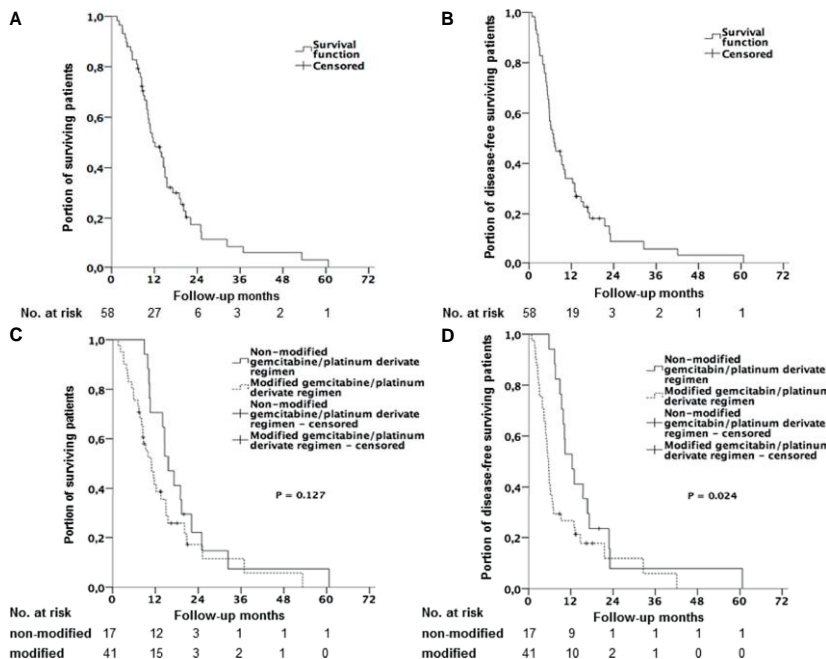 A
Portion of surviving patients
1,0
0,8
0,6
0,4
0,2
0,0
Survival
function
Censored
0 12 24 36 48 60 72
Follow-up months
No. at risk
58 27 6 3 2 1
B
Portion of disease-free surviving patients
1,0
0,8
0,6
0,4
0,2
0,0
Survival
function
Censored
0 12 24 36 48 60 72
Follow-up months
No. at risk
58 19 3 2 1 1
C
Portion of surviving patients
1,0
0,8
0,6
0,4
0,2
0,0
Non-modified
gemcitabine/platinum derivate
regimen
Modified gemcitabine/platinum
derivate regimen
Non-modified
gemcitabine/platinum derivate
regimen – censored
Modified gemcitabine/platinum
derivate regimen – censored
P = 0.127
0 12 24 36 48 60 72
Follow-up months
No. at risk
non-modified 17 12 3 1 1 1
modified 41 15 3 2 1 0
D
Portion of disease-free surviving patients
1,0
0,8
0,6
0,4
0,2
0,0
Non-modified
gemcitabin/platinum derivate
regimen
Modified gemcitabin/platinum
derivate regimen
Non-modified
gemcitabin/platinum derivate
regimen – censored
Modified gemcitabin/platinum
derivate regimen – censored
P = 0.024
0 12 24 36 48 60 72
Follow-up months
No. at risk
non-modified 17 9 1 1 1 1
modified 41 10 2 1 0 0